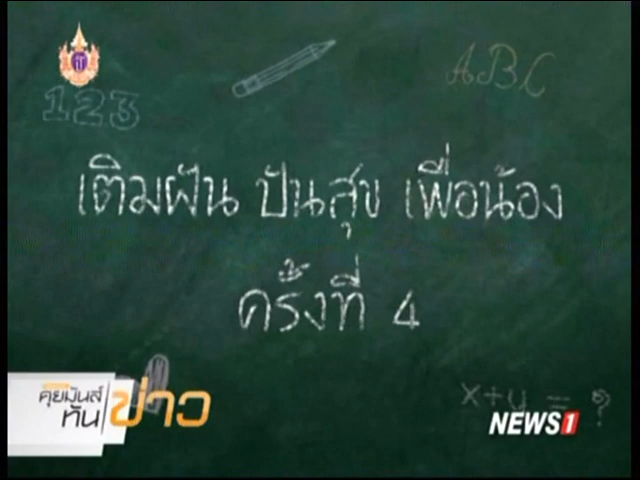 123
ABC
เติมฝัน ปันสุข เพื่อน้อง
ครั้งที่ 4
คุยมันส์
ทัน
ข่าว
x+y = ?
NEWS1